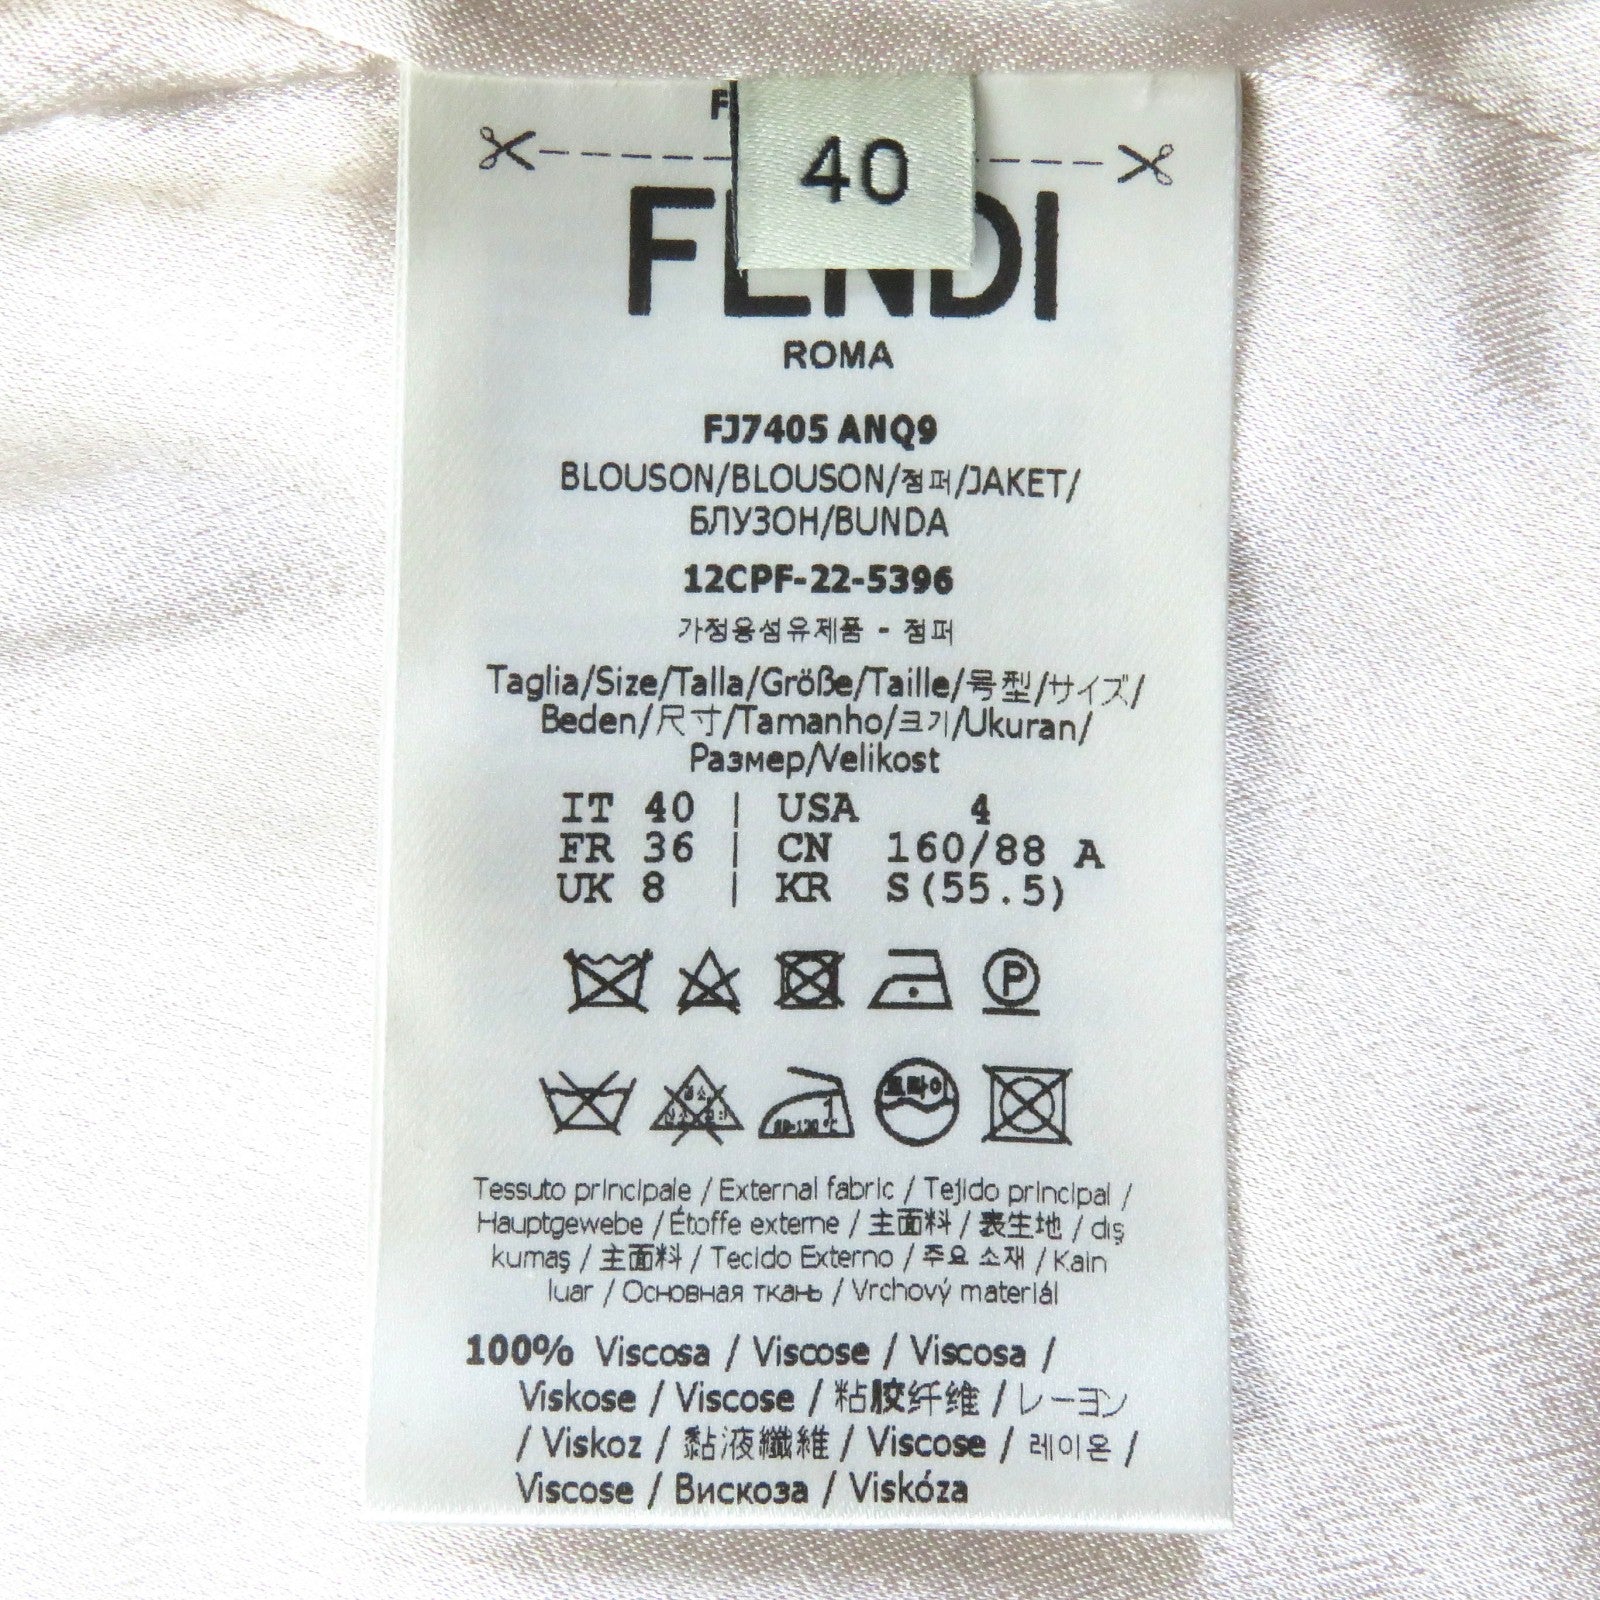 40
FENDI
ROMA
FJ7405 ANQ9
BLOUSON/BLOUSON/점퍼/JAKET/
БЛУЗОН/BUNDA
12CPF-22-5396
가정용섬유제품 - 점퍼
Taglia/Size/Talla/Größe/Taille/号型/サイズ/
Beden/尺寸/Tamanho/크기/Ukuran/
Размер/Velikost
IT 40 | USA 4
FR 36 | CN 160/88 A
UK 8 | KR S(55.5)
P
드라이
Tessuto principale / External fabric / Tejido principal /
Hauptgewebe / Étoffe externe / 主面料 / 表生地 / dış
kumaş / 主面料 / Tecido Externo / 주요 소재 / Kain
luar / Основная ткань / Vrchový materiál
100% Viscosa / Viscose / Viscosa /
Viskose / Viscose / 粘胶纤维 / レーヨン
/ Viskoz / 黏液纖維 / Viscose / 레이온 /
Viscose / Вискоза / Viskóza